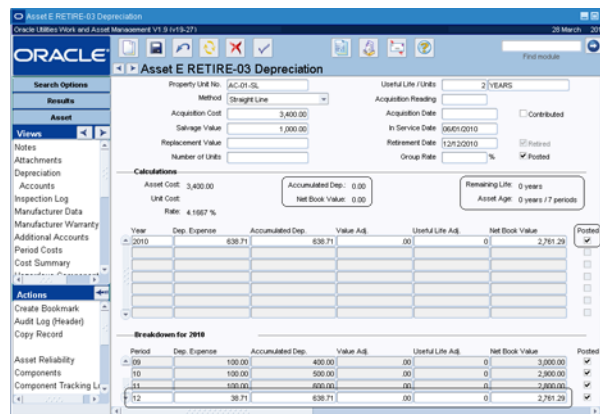 Asset E RETIRE-03 Depreciation
Oracle Utilities Work and Asset Management V1.9 (v19-27) 28 March 201
ORACLE
Find module
Asset E RETIRE-03 Depreciation
Search Options
Results
Asset
Views
Notes
Attachments
Depreciation
Accounts
Inspection Log
Manufacturer Data
Manufacturer Warranty
Additional Accounts
Period Costs
Cost Summary
Actions
Create Bookmark
Audit Log (Header)
Copy Record
Asset Reliability
Components
Component Tracking
Property Unit No. AC-01-SL Useful Life / Units 2 YEARS
Method Straight Line Acquisition Reading
Acquisition Cost 3,400.00 Acquisition Date Contributed
Salvage Value 1,000.00 In Service Date 06/01/2010
Replacement Value Retirement Date 12/12/2010 Retired
Number of Units Group Rate % Posted
Calculations
Asset Cost: 3,400.00 Accumulated Dep.: 0.00 Remaining Life: 0 years
Unit Cost: Net Book Value: 0.00 Asset Age: 0 years / 7 periods
Rate: 4.1667 %
Year Dep. Expense Accumulated Dep. Value Adj. Useful Life Adj. Net Book Value Posted
2010 638.71 638.71 .00 0 2,761.29
Breakdown for 2010
Period Dep. Expense Accumulated Dep. Value Adj. Useful Life Adj. Net Book Value Posted
09 100.00 400.00 .00 0 3,000.00
10 100.00 500.00 .00 0 2,900.00
11 100.00 600.00 .00 0 2,800.00
12 38.71 638.71 .00 0 2,761.29